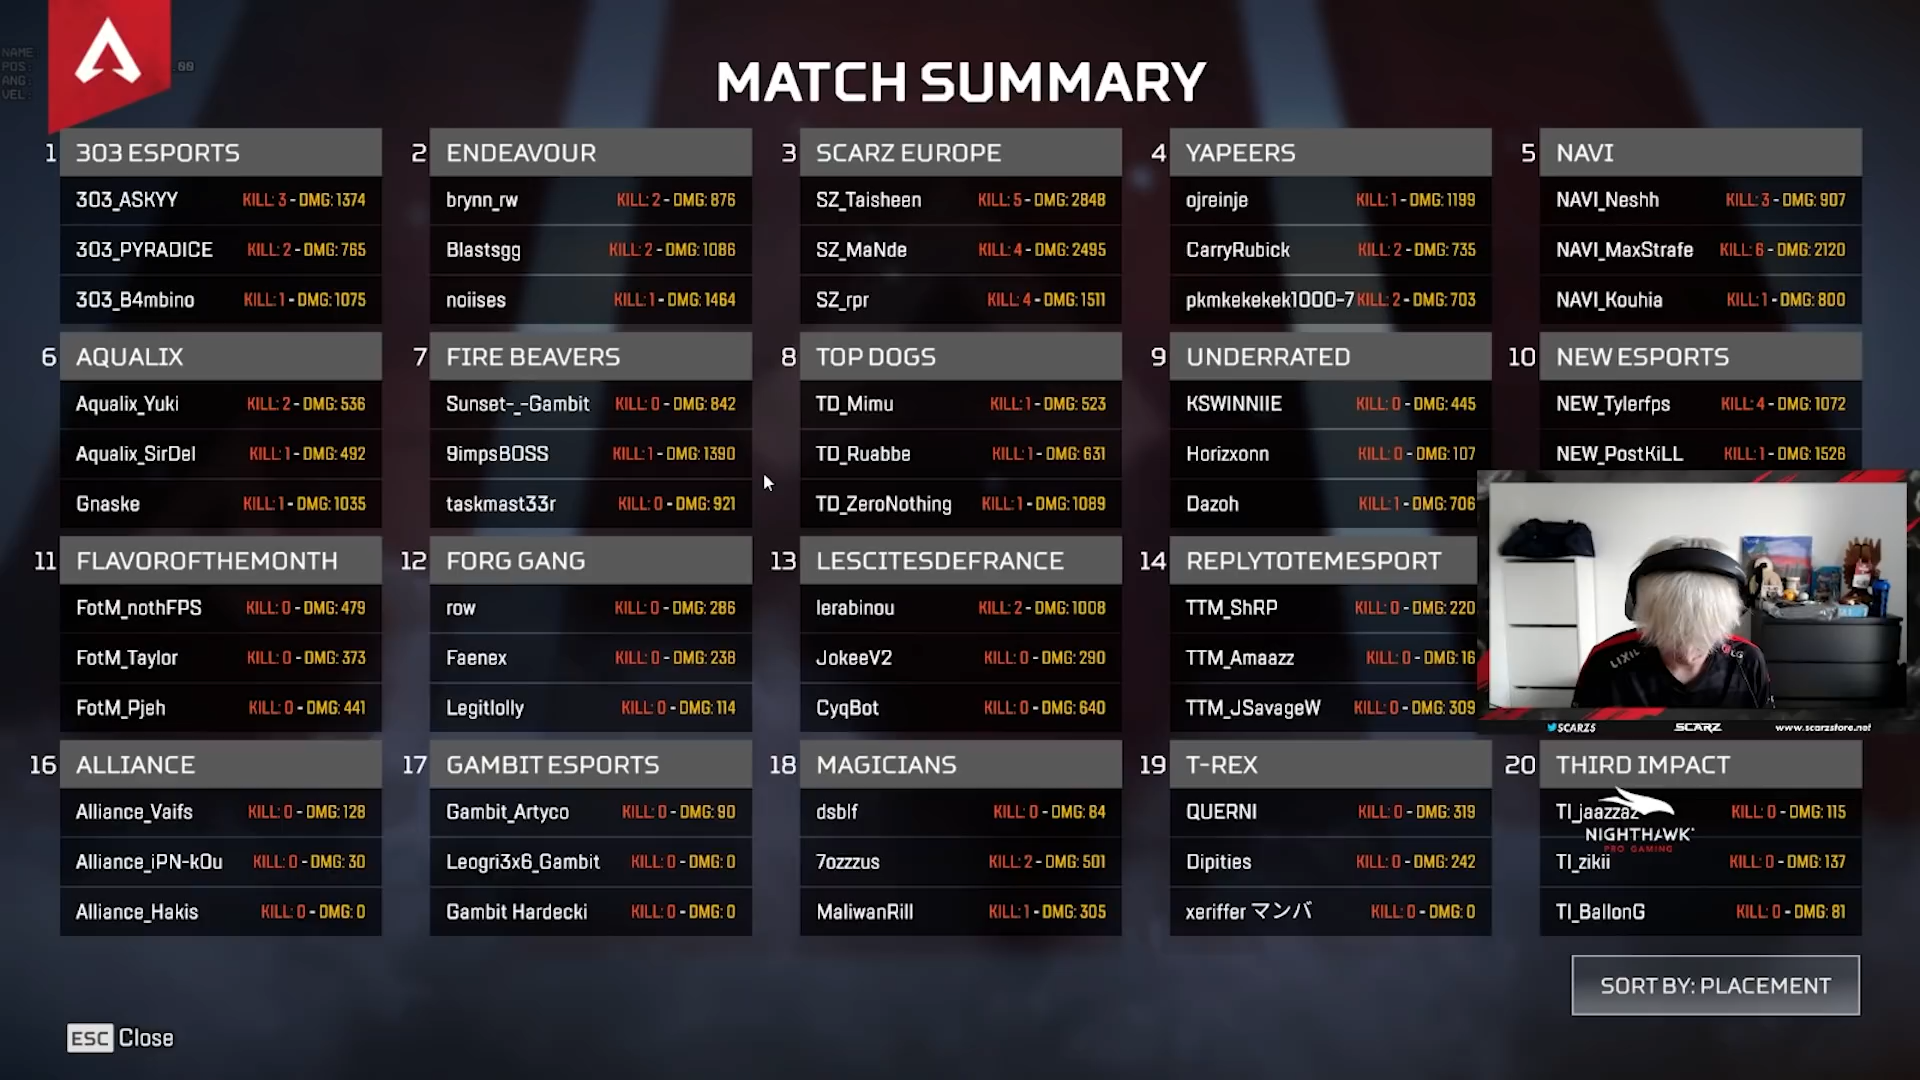 NAME
POS:
ANG:
VEL:
.00
MATCH SUMMARY
1 303 ESPORTS
303_ASKYY KILL: 3 - DMG: 1374
303_PYRADICE KILL: 2 - DMG: 765
303_B4mbino KILL: 1 - DMG: 1075
2 ENDEAVOUR
brynn_rw KILL: 2 - DMG: 876
Blastsgg KILL: 2 - DMG: 1086
noiises KILL: 1 - DMG: 1464
3 SCARZ EUROPE
SZ_Taisheen KILL: 5 - DMG: 2848
SZ_MaNde KILL: 4 - DMG: 2495
SZ_rpr KILL: 4 - DMG: 1511
4 YAPEERS
ojreinje KILL: 1 - DMG: 1199
CarryRubick KILL: 2 - DMG: 735
pkmkekekek1000-7 KILL: 2 - DMG: 703
5 NAVI
NAVI_Neshh KILL: 3 - DMG: 907
NAVI_MaxStrafe KILL: 6 - DMG: 2120
NAVI_Kouhia KILL: 1 - DMG: 800
6 AQUALIX
Aqualix_Yuki KILL: 2 - DMG: 536
Aqualix_SirDel KILL: 1 - DMG: 492
Gnaske KILL: 1 - DMG: 1035
7 FIRE BEAVERS
Sunset-_-Gambit KILL: 0 - DMG: 842
9impsBOSS KILL: 1 - DMG: 1390
taskmast33r KILL: 0 - DMG: 921
8 TOP DOGS
TD_Mimu KILL: 1 - DMG: 523
TD_Ruabbe KILL: 1 - DMG: 631
TD_ZeroNothing KILL: 1 - DMG: 1089
9 UNDERRATED
KSWINNIIE KILL: 0 - DMG: 445
Horizxonn KILL: 0 - DMG: 107
Dazoh KILL: 1 - DMG: 706
10 NEW ESPORTS
NEW_Tylerfps KILL: 4 - DMG: 1072
NEW_PostKiLL KILL: 1 - DMG: 1526
11 FLAVOROFTHEMONTH
FotM_nothFPS KILL: 0 - DMG: 479
FotM_Taylor KILL: 0 - DMG: 373
FotM_Pjeh KILL: 0 - DMG: 441
12 FORG GANG
row KILL: 0 - DMG: 286
Faenex KILL: 0 - DMG: 238
Legitlolly KILL: 0 - DMG: 114
13 LESCITESDEFRANCE
lerabinou KILL: 2 - DMG: 1008
JokeeV2 KILL: 0 - DMG: 290
CyqBot KILL: 0 - DMG: 640
14 REPLYTOTEMESPORT
TTM_ShRP KILL: 0 - DMG: 220
TTM_Amaazz KILL: 0 - DMG: 16
TTM_JSavageW KILL: 0 - DMG: 309
LIXIL
SCARZ5
SCARZ
www.scarzstore.net
16 ALLIANCE
Alliance_Vaifs KILL: 0 - DMG: 128
Alliance_iPN-k0u KILL: 0 - DMG: 30
Alliance_Hakis KILL: 0 - DMG: 0
17 GAMBIT ESPORTS
Gambit_Artyco KILL: 0 - DMG: 90
Leogri3x6_Gambit KILL: 0 - DMG: 0
Gambit Hardecki KILL: 0 - DMG: 0
18 MAGICIANS
dsblf KILL: 0 - DMG: 84
7ozzzus KILL: 2 - DMG: 501
MaliwanRill KILL: 1 - DMG: 305
19 T-REX
QUERNI KILL: 0 - DMG: 319
Dipities KILL: 0 - DMG: 242
xeriffer マンバ KILL: 0 - DMG: 0
20 THIRD IMPACT
TI_jaazzaz KILL: 0 - DMG: 115
NIGHTHAWK
PRO GAMING
TI_zikii KILL: 0 - DMG: 137
TI_BallonG KILL: 0 - DMG: 81
SORT BY: PLACEMENT
ESC Close